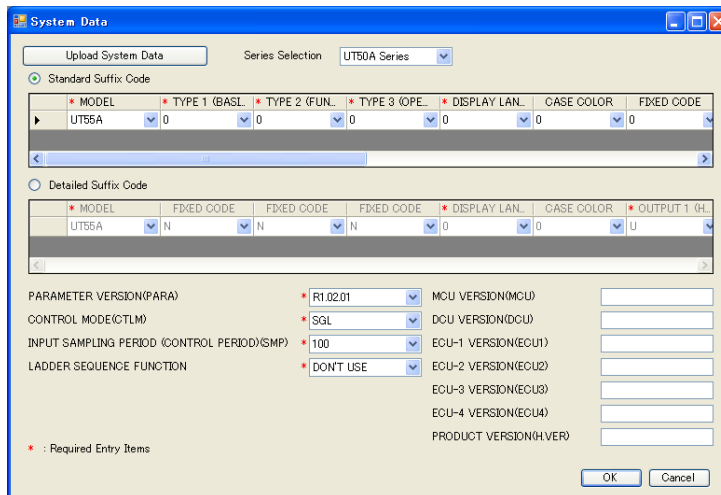 System Data
Upload System Data Series Selection UT50A Series
Standard Suffix Code
* MODEL * TYPE 1 (BASI... * TYPE 2 (FUN... * TYPE 3 (OPE... * DISPLAY LAN... CASE COLOR FIXED CODE
UT55A 0 0 0 0 0 0
Detailed Suffix Code
* MODEL FIXED CODE FIXED CODE FIXED CODE * DISPLAY LAN... CASE COLOR * OUTPUT 1 (H...
UT55A N N N 0 0 U
PARAMETER VERSION(PARA) * R1.02.01 MCU VERSION(MCU)
CONTROL MODE(CTLM) * SGL DCU VERSION(DCU)
INPUT SAMPLING PERIOD (CONTROL PERIOD)(SMP) * 100 ECU-1 VERSION(ECU1)
LADDER SEQUENCE FUNCTION * DON'T USE ECU-2 VERSION(ECU2)
ECU-3 VERSION(ECU3)
ECU-4 VERSION(ECU4)
PRODUCT VERSION(H.VER)
* : Required Entry Items
OK Cancel